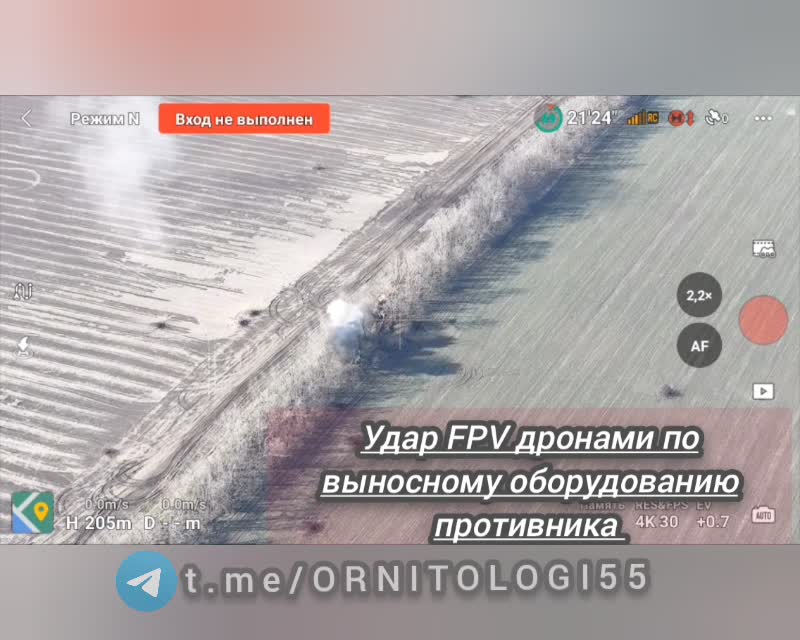 Режим N
Вход не выполнен
21'24"
RC
0
2,2×
AF
Удар FPV дронами по
выносному оборудованию
противника
0.0m/s 0.0m/s
H 205m D - - m
Память RES&FPS EV
4K 30 +0.7
AUTO
t.me/ORNITOLOGI55